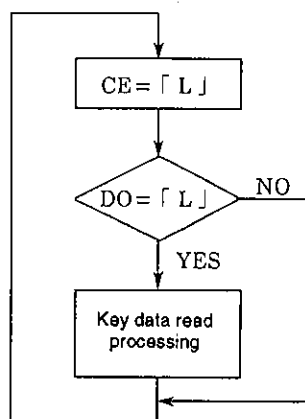 CE=「L」
DO=「L」
NO
YES
Key data read
processing